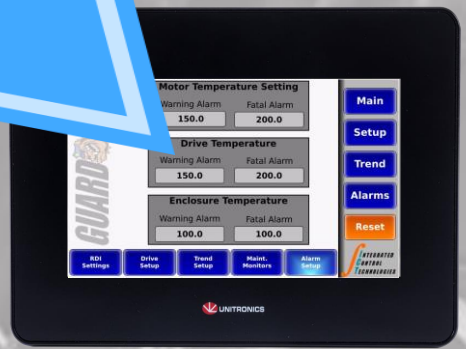 Motor Temperature Setting
Warning Alarm Fatal Alarm
150.0 200.0
Drive Temperature
Warning Alarm Fatal Alarm
150.0 200.0
Enclosure Temperature
Warning Alarm Fatal Alarm
100.0 100.0
GUARD
Main
Setup
Trend
Alarms
Reset
RDI Settings
Drive Setup
Trend Setup
Maint. Monitors
Alarm Setup
INTEGRATED
CONTROL
TECHNOLOGIES
UNITRONICS